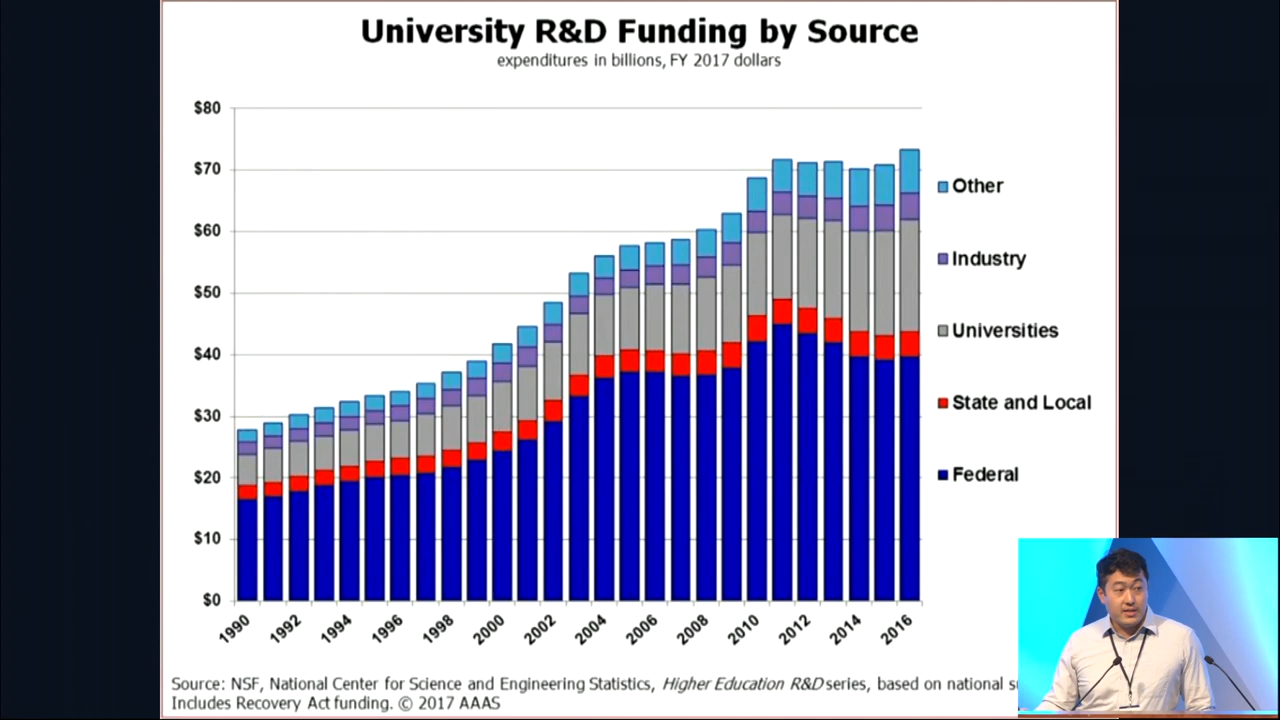 University R&D Funding by Source
expenditures in billions, FY 2017 dollars
$80
$70
$60
$50
$40
$30
$20
$10
$0
1990 1992 1994 1996 1998 2000 2002 2004 2006 2008 2010 2012 2014 2016
Other
Industry
Universities
State and Local
Federal
Source: NSF, National Center for Science and Engineering Statistics, Higher Education R&D series, based on national
Includes Recovery Act funding. © 2017 AAAS